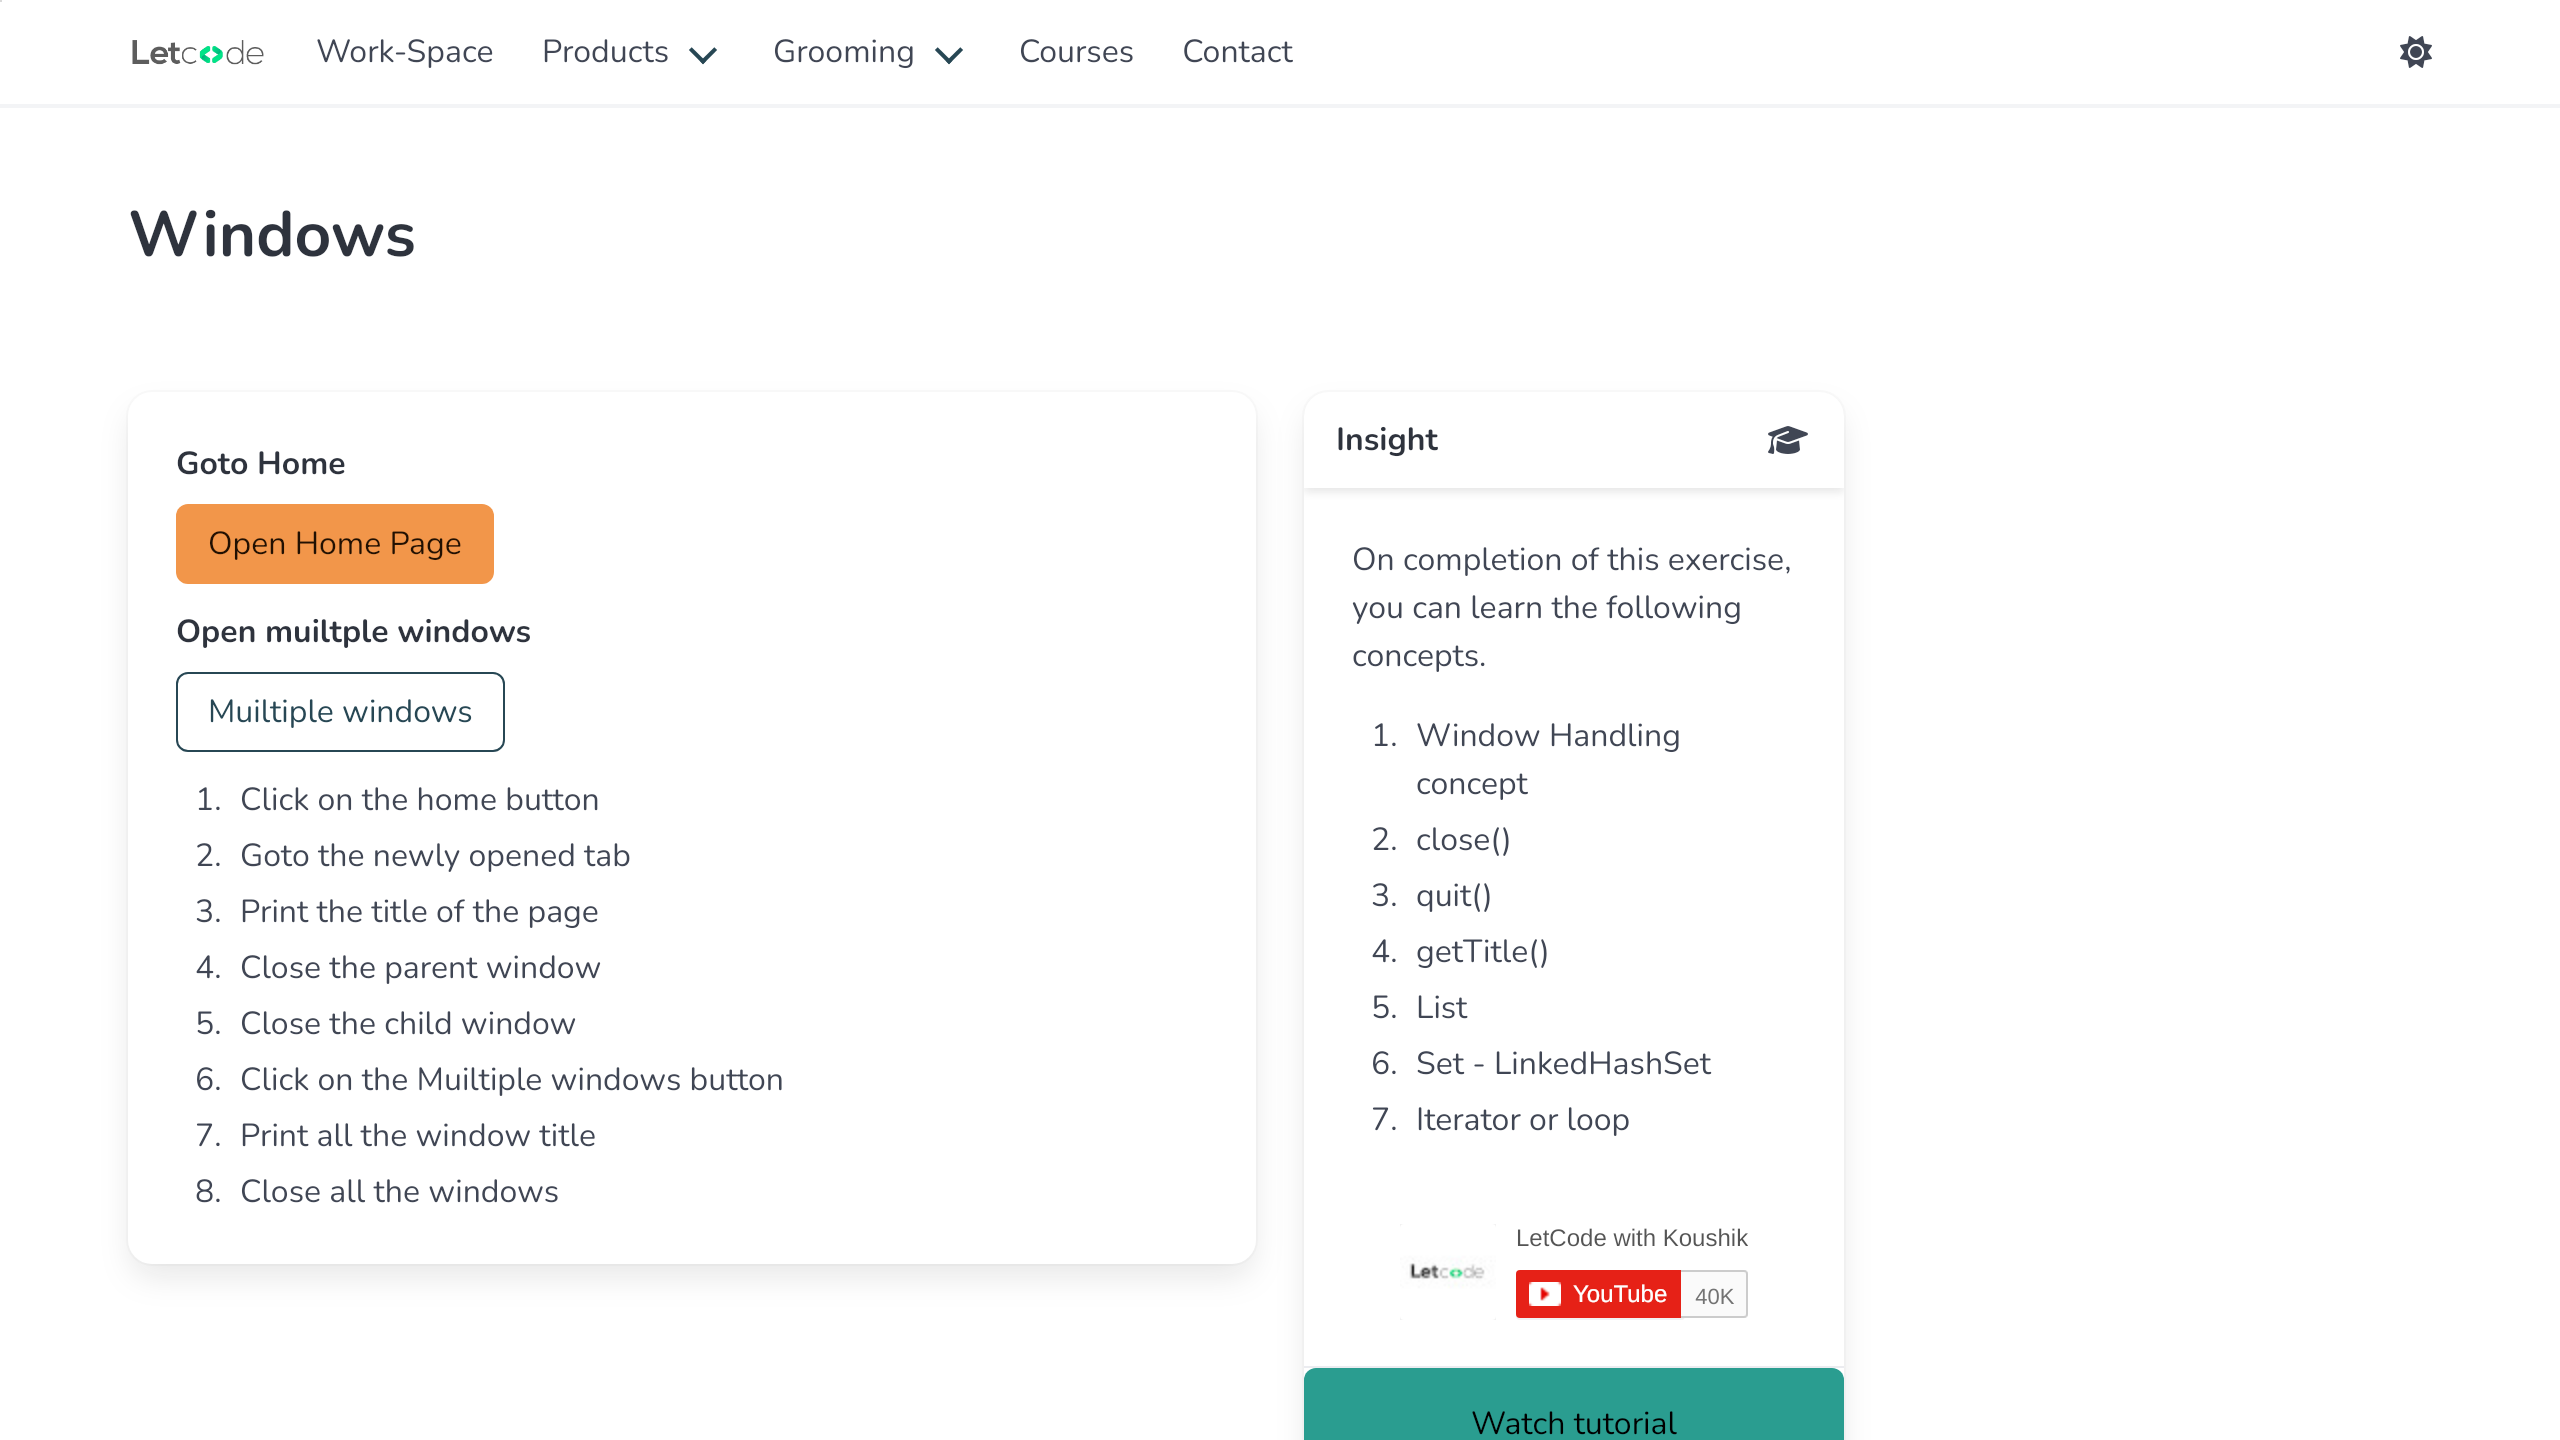 Letcode Work-Space Products Grooming Courses Contact
Windows
Goto Home
Open Home Page
Open muiltple windows
Muiltiple windows
1. Click on the home button
2. Goto the newly opened tab
3. Print the title of the page
4. Close the parent window
5. Close the child window
6. Click on the Muiltiple windows button
7. Print all the window title
8. Close all the windows
Insight
On completion of this exercise,
you can learn the following
concepts.
1. Window Handling
concept
2. close()
3. quit()
4. getTitle()
5. List
6. Set - LinkedHashSet
7. Iterator or loop
Letcode
LetCode with Koushik
YouTube 40K
Watch tutorial